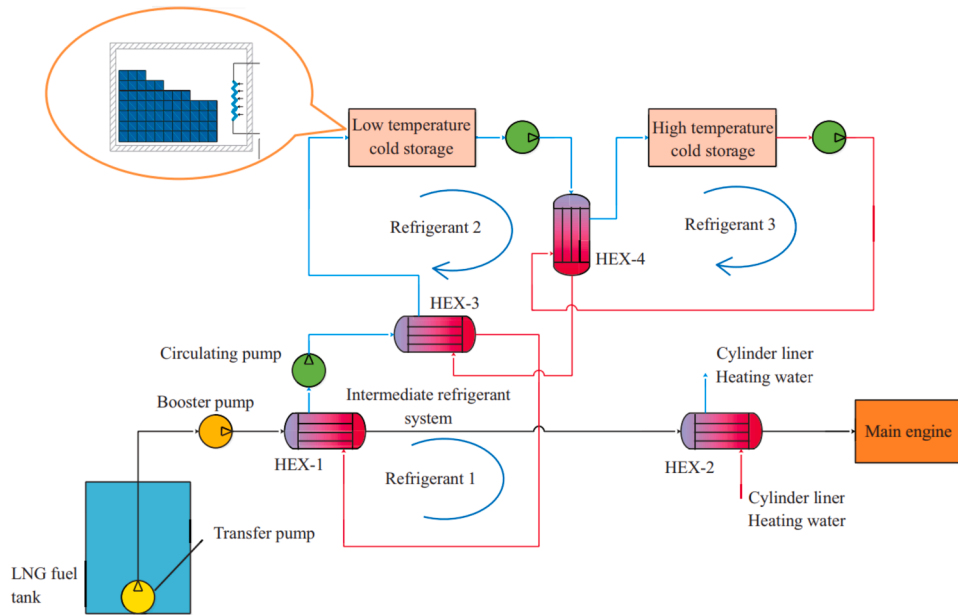 Low temperature
cold storage
High temperature
cold storage
Refrigerant 2
Refrigerant 3
HEX-4
HEX-3
Circulating pump
Cylinder liner
Heating water
Booster pump
Intermediate refrigerant
system
Main engine
HEX-1
HEX-2
Refrigerant 1
Cylinder liner
Heating water
Transfer pump
LNG fuel
tank